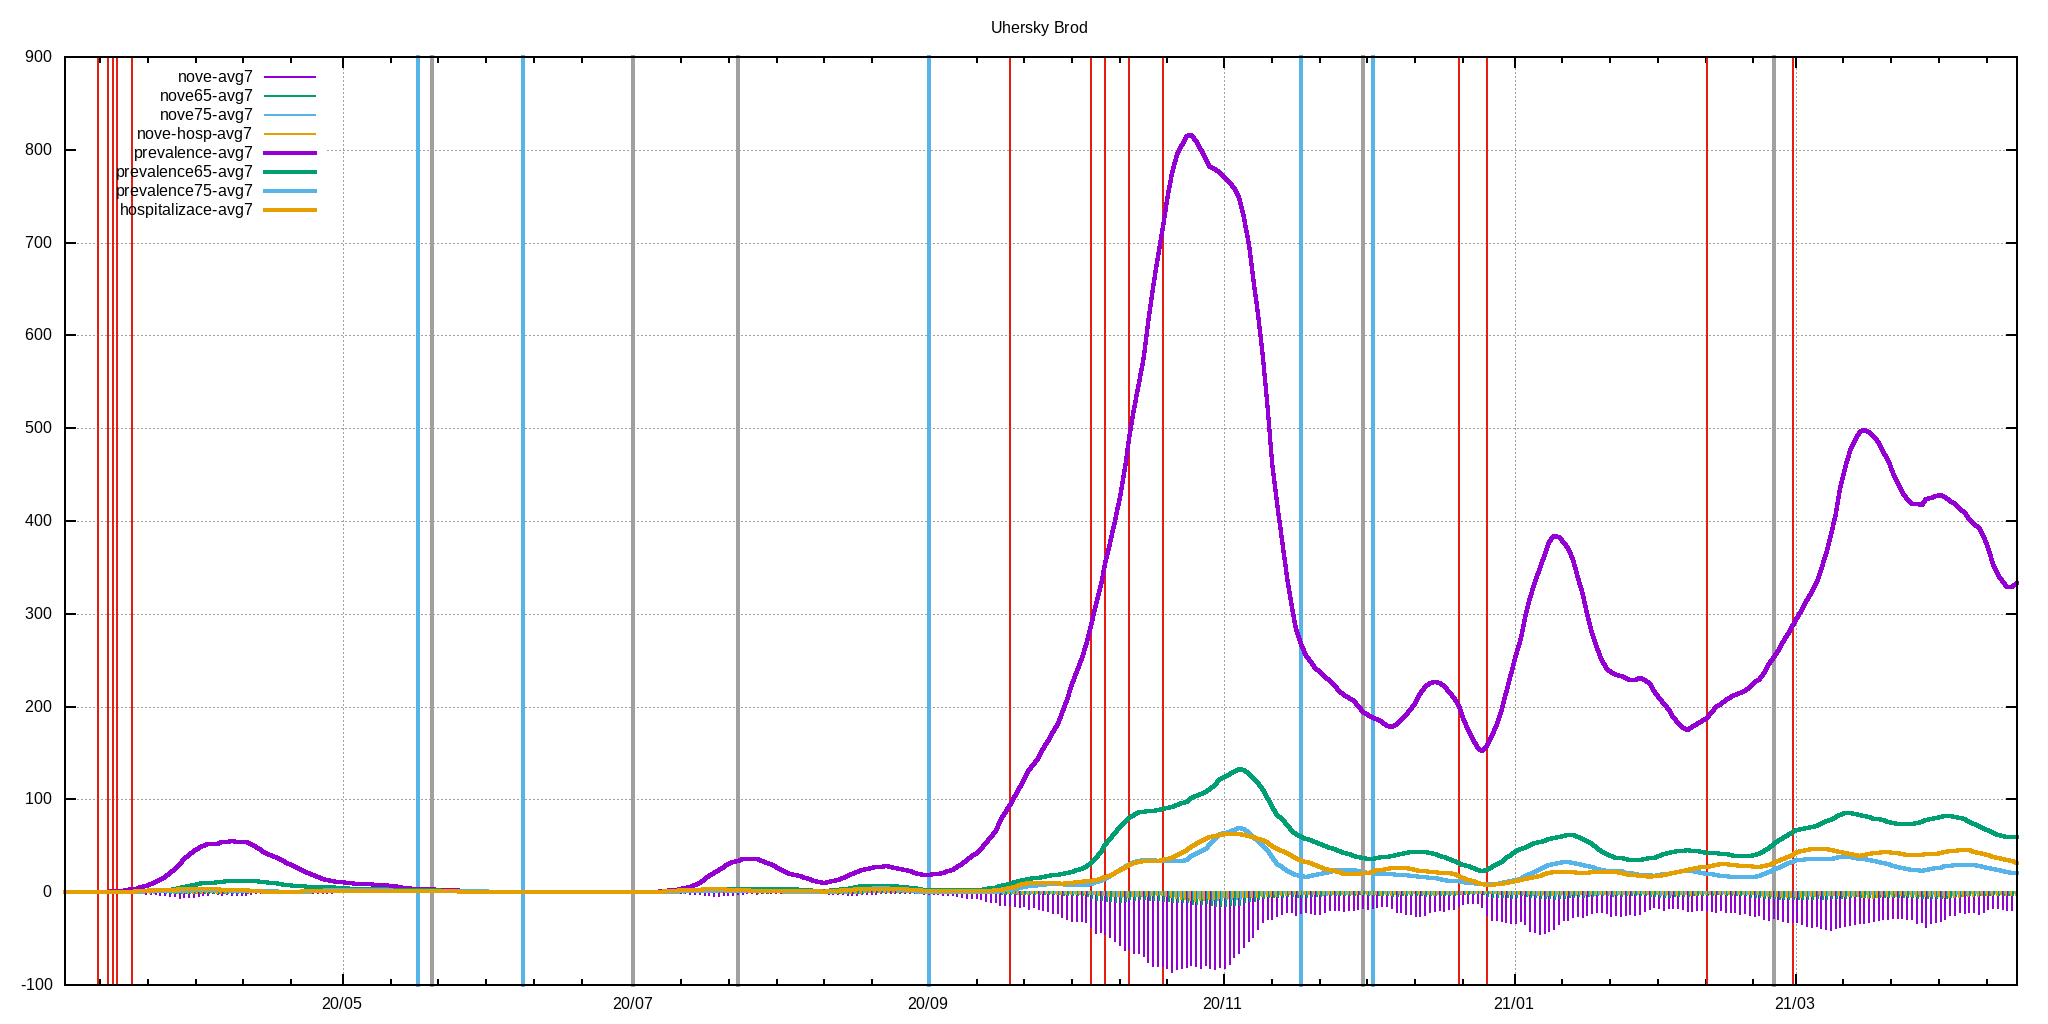 Uhersky Brod
900
800
700
600
500
400
300
200
100
0
-100
nove-avg7
nove65-avg7
nove75-avg7
nove-hosp-avg7
prevalence-avg7
prevalence65-avg7
prevalence75-avg7
hospitalizace-avg7
20/05 20/07 20/09 20/11 21/01 21/03